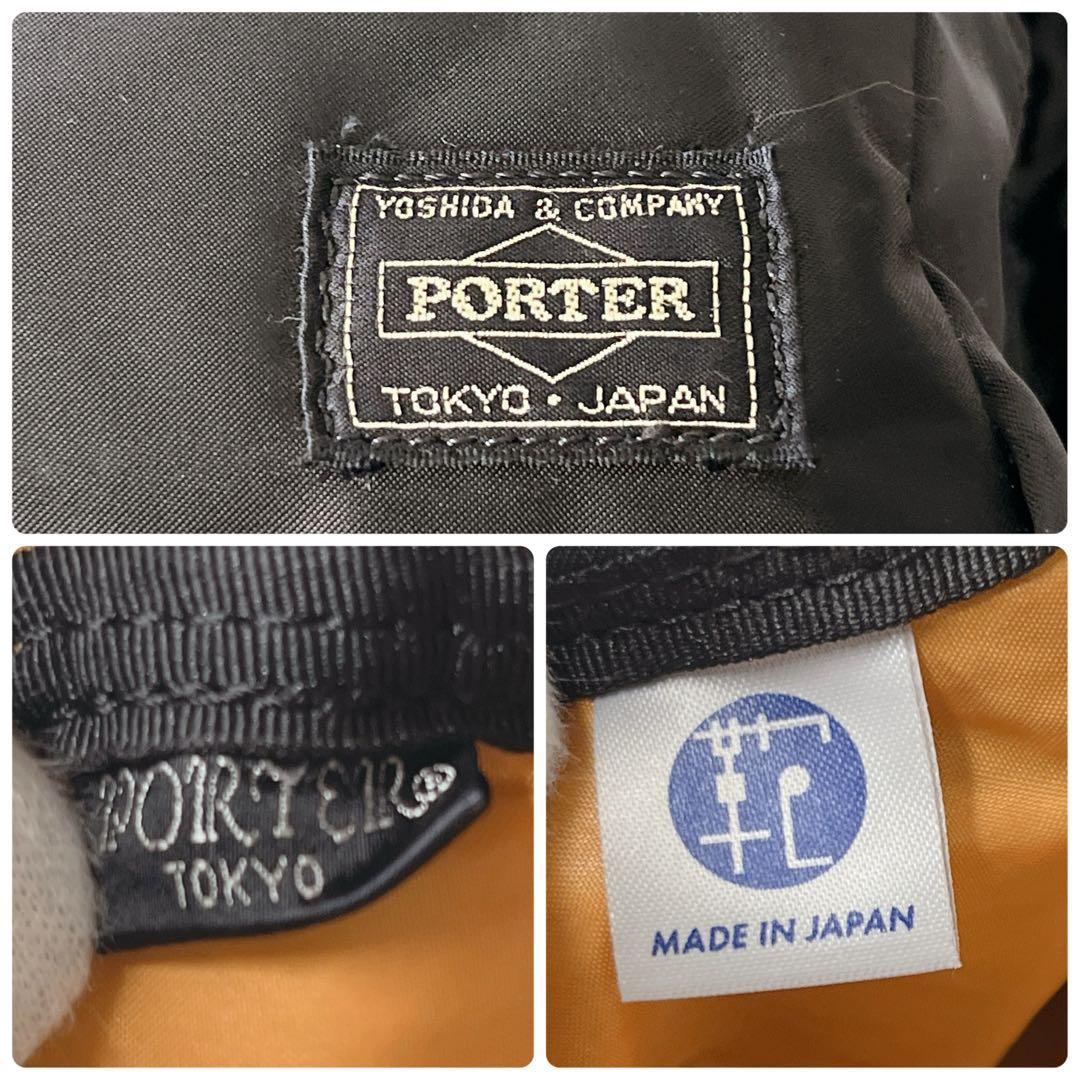 YOSHIDA & COMPANY
PORTER
TOKYO・JAPAN
PORTER
TOKYO
MADE IN JAPAN